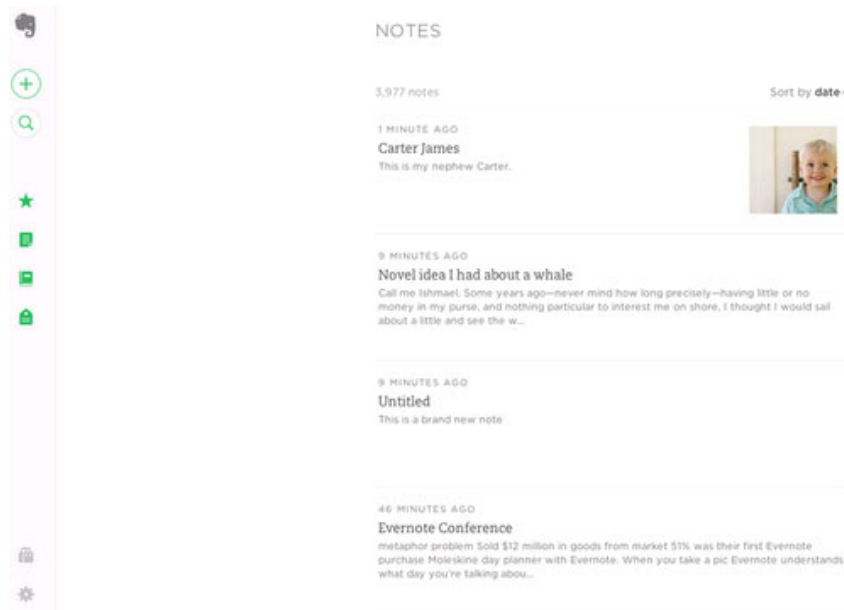 NOTES
3,977 notes
Sort by date
1 MINUTE AGO
Carter James
This is my nephew Carter.
9 MINUTES AGO
Novel idea I had about a whale
Call me Ishmael. Some years ago—never mind how long precisely—having little or no
money in my purse, and nothing particular to interest me on shore, I thought I would sail
about a little and see the w...
9 MINUTES AGO
Untitled
This is a brand new note
46 MINUTES AGO
Evernote Conference
metaphor problem Sold $12 million in goods from market 51% was their first Evernote
purchase Moleskine day planner with Evernote. When you take a pic Evernote understands
what day you're talking abou...